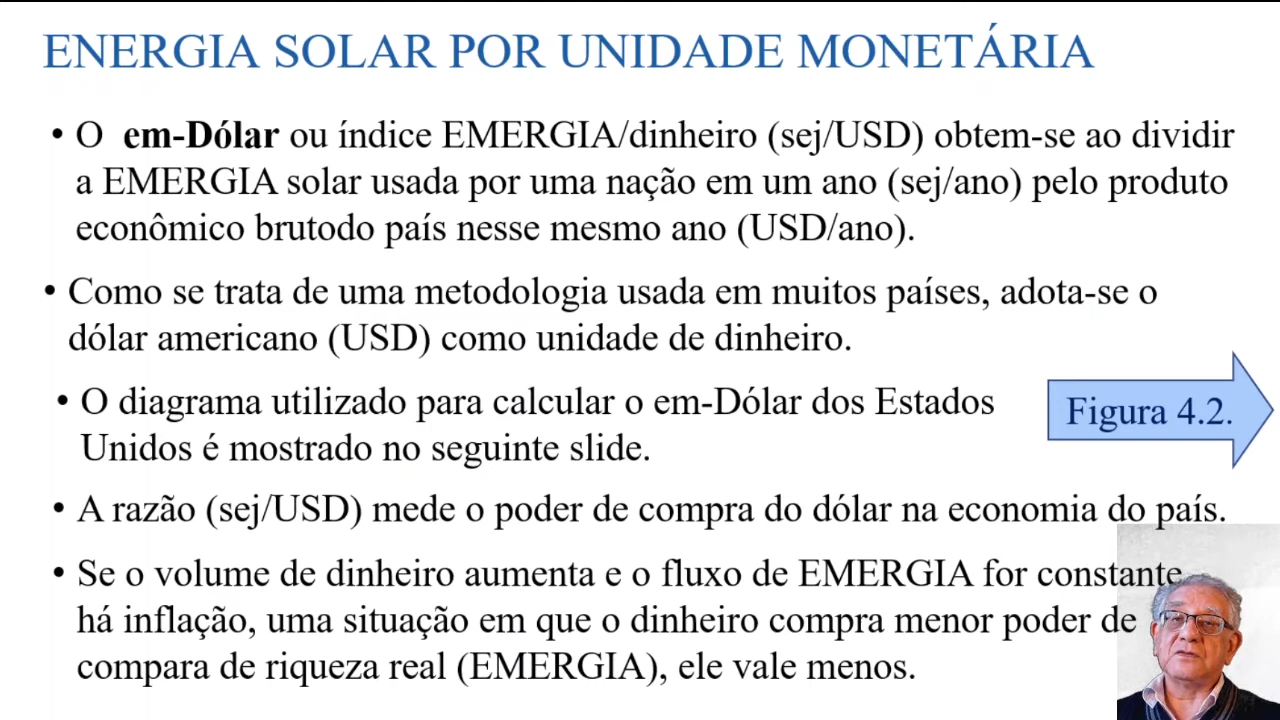 ENERGIA SOLAR POR UNIDADE MONETÁRIA
• O em-Dólar ou índice EMERGIA/dinheiro (sej/USD) obtem-se ao dividir
a EMERGIA solar usada por uma nação em um ano (sej/ano) pelo produto
econômico brutodo país nesse mesmo ano (USD/ano).
• Como se trata de uma metodologia usada em muitos países, adota-se o
dólar americano (USD) como unidade de dinheiro.
• O diagrama utilizado para calcular o em-Dólar dos Estados
Unidos é mostrado no seguinte slide.
Figura 4.2.
• A razão (sej/USD) mede o poder de compra do dólar na economia do país.
• Se o volume de dinheiro aumenta e o fluxo de EMERGIA for constante
há inflação, uma situação em que o dinheiro compra menor poder de
compara de riqueza real (EMERGIA), ele vale menos.